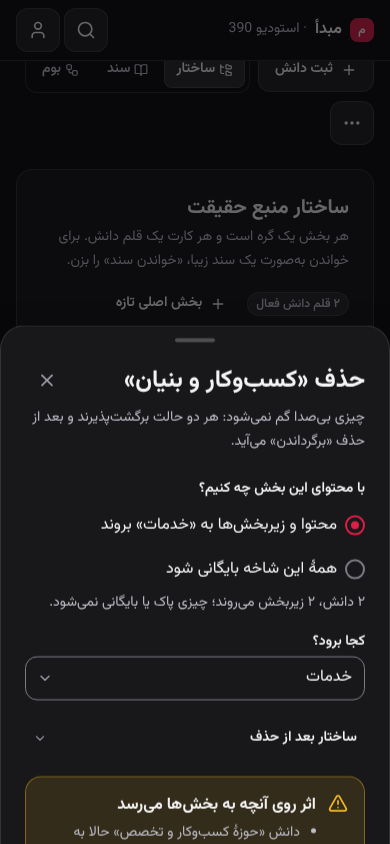 م مبدأ · استودیو 390
+ ثبت دانش ساختار سند بوم
...
ساختار منبع حقیقت
هر بخش یک گره است و هر کارت یک قلم دانش. برای
خواندن به‌صورت یک سند زیبا، «خواندن سند» را بزن.
۲ قلم دانش فعال + بخش اصلی تازه
حذف «کسب‌وکار و بنیان»
چیزی بی‌صدا گم نمی‌شود: هر دو حالت برگشت‌پذیرند و بعد از
حذف «برگرداندن» می‌آید.
با محتوای این بخش چه کنیم؟
محتوا و زیربخش‌ها به «خدمات» بروند
همهٔ این شاخه بایگانی شود
۲ دانش، ۲ زیربخش می‌روند؛ چیزی پاک یا بایگانی نمی‌شود.
کجا برود؟
خدمات
ساختار بعد از حذف
اثر روی آنچه به بخش‌ها می‌رسد
• دانش «حوزهٔ کسب‌وکار و تخصص» حالا به